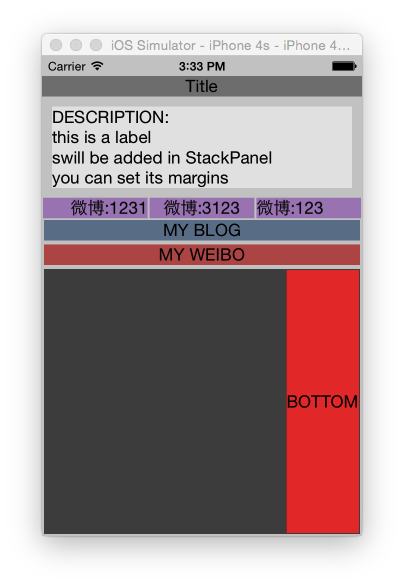 iOS Simulator - iPhone 4s - iPhone 4...
Carrier 3:33 PM
Title
DESCRIPTION:
this is a label
swill be added in StackPanel
you can set its margins
微博:1231 微博:3123 微博:123
MY BLOG
MY WEIBO
BOTTOM